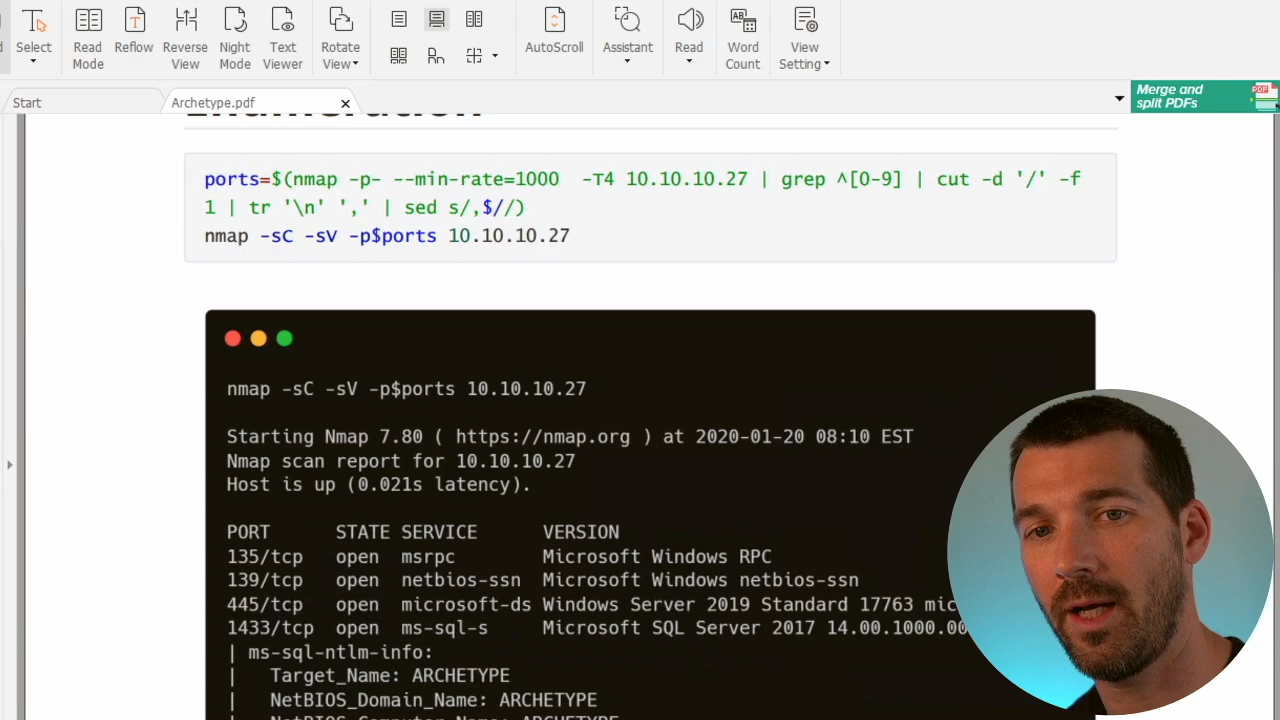 Select
Read
Mode
Reflow
Reverse
View
Night
Mode
Text
Viewer
Rotate
View
AutoScroll
Assistant
Read
Word
Count
View
Setting
Start
Archetype.pdf
Merge and
split PDFs
PDF
Enumeration
ports=$(nmap -p- --min-rate=1000  -T4 10.10.10.27 | grep ^[0-9] | cut -d '/' -f
1 | tr '\n' ',' | sed s/,$//)
nmap -sC -sV -p$ports 10.10.10.27
nmap -sC -sV -p$ports 10.10.10.27
Starting Nmap 7.80 ( https://nmap.org ) at 2020-01-20 08:10 EST
Nmap scan report for 10.10.10.27
Host is up (0.021s latency).
PORT STATE SERVICE VERSION
135/tcp open msrpc Microsoft Windows RPC
139/tcp open netbios-ssn Microsoft Windows netbios-ssn
445/tcp open microsoft-ds Windows Server 2019 Standard 17763 mic
1433/tcp open ms-sql-s Microsoft SQL Server 2017 14.00.1000.00
| ms-sql-ntlm-info:
| Target_Name: ARCHETYPE
| NetBIOS_Domain_Name: ARCHETYPE
| NetBIOS_Computer_Name: ARCHETYPE